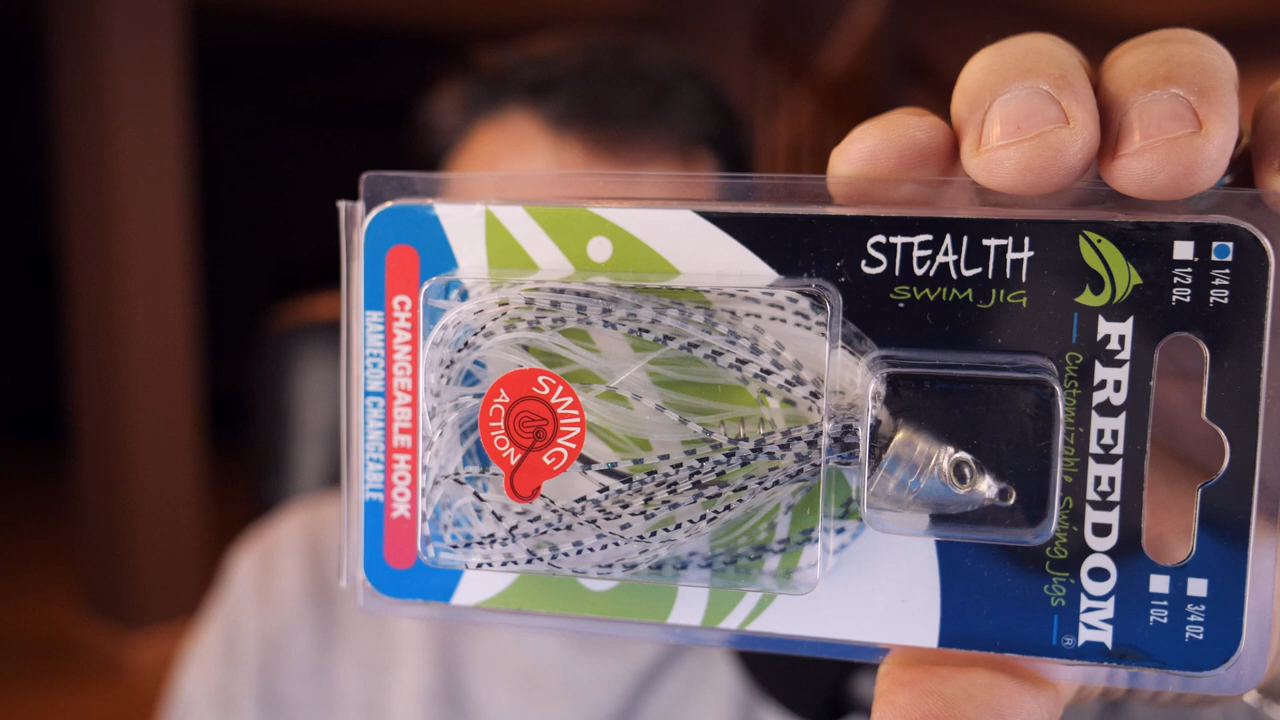 STEALTH
SWIM JIG
1/4 OZ.
1/2 OZ.
3/4 OZ.
1 OZ.
FREEDOM®
customizable swing jigs
SWING
ACTION
CHANGEABLE HOOK
HAMECON CHANGEABLE